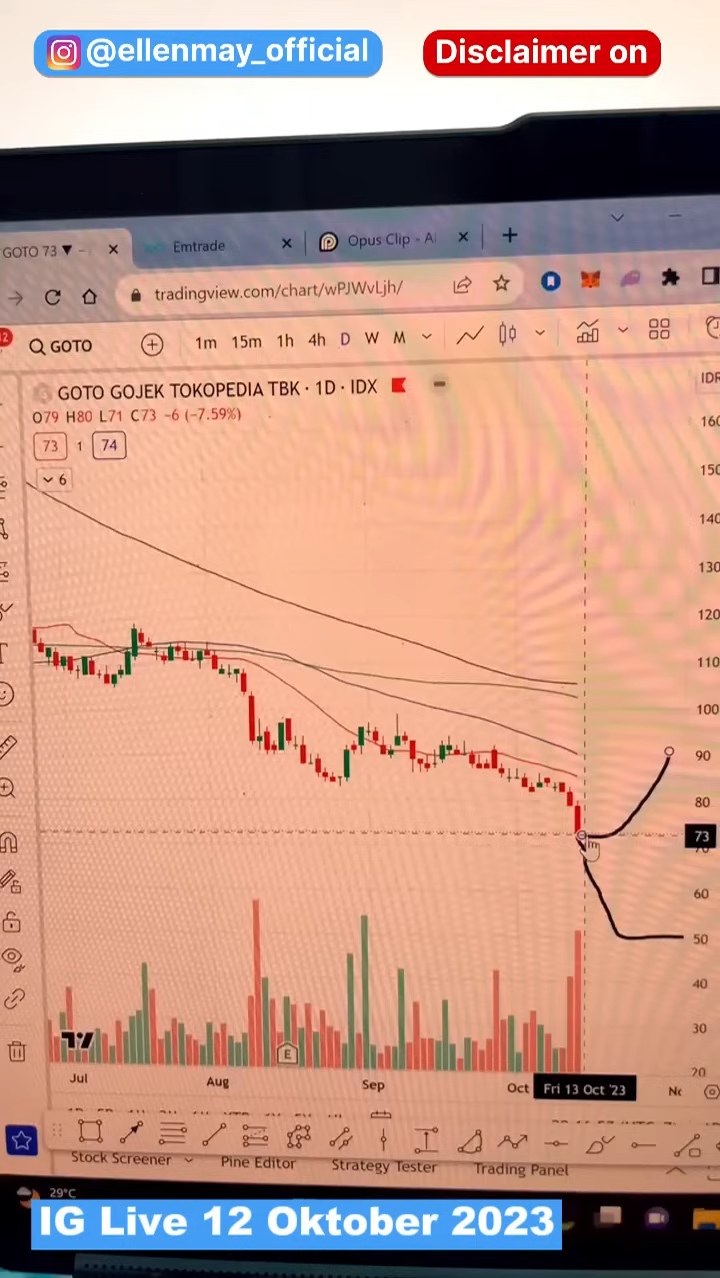 @ellenmay_official
Disclaimer on
GOTO 73 ▼ -
Emtrade
Opus Clip - AI
tradingview.com/chart/wPJWvLjh/
GOTO
1m 15m 1h 4h D W M
GOTO GOJEK TOKOPEDIA TBK · 1D · IDX
IDR
O79 H80 L71 C73 −6 (−7.59%)
73 1 74
6
150
140
130
120
110
100
90
80
73
60
50
40
30
20
E
Jul Aug Sep Oct Fri 13 Oct '23
Stock Screener Pine Editor Strategy Tester Trading Panel
29°C
IG Live 12 Oktober 2023